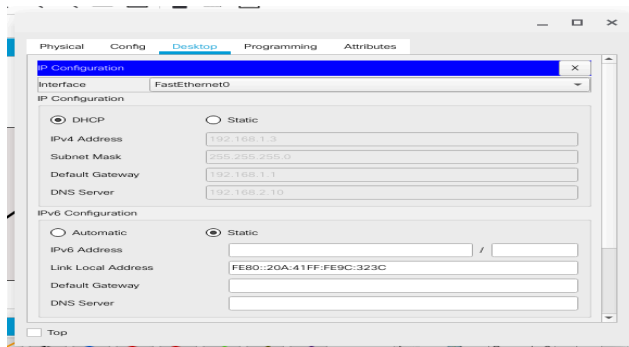 Physical Config Desktop Programming Attributes
IP Configuration X
Interface FastEthernet0
IP Configuration
DHCP Static
IPv4 Address 192.168.1.3
Subnet Mask 255.255.255.0
Default Gateway 192.168.1.1
DNS Server 192.168.2.10
IPv6 Configuration
Automatic Static
IPv6 Address /
Link Local Address FE80::20A:41FF:FE9C:323C
Default Gateway
DNS Server
Top